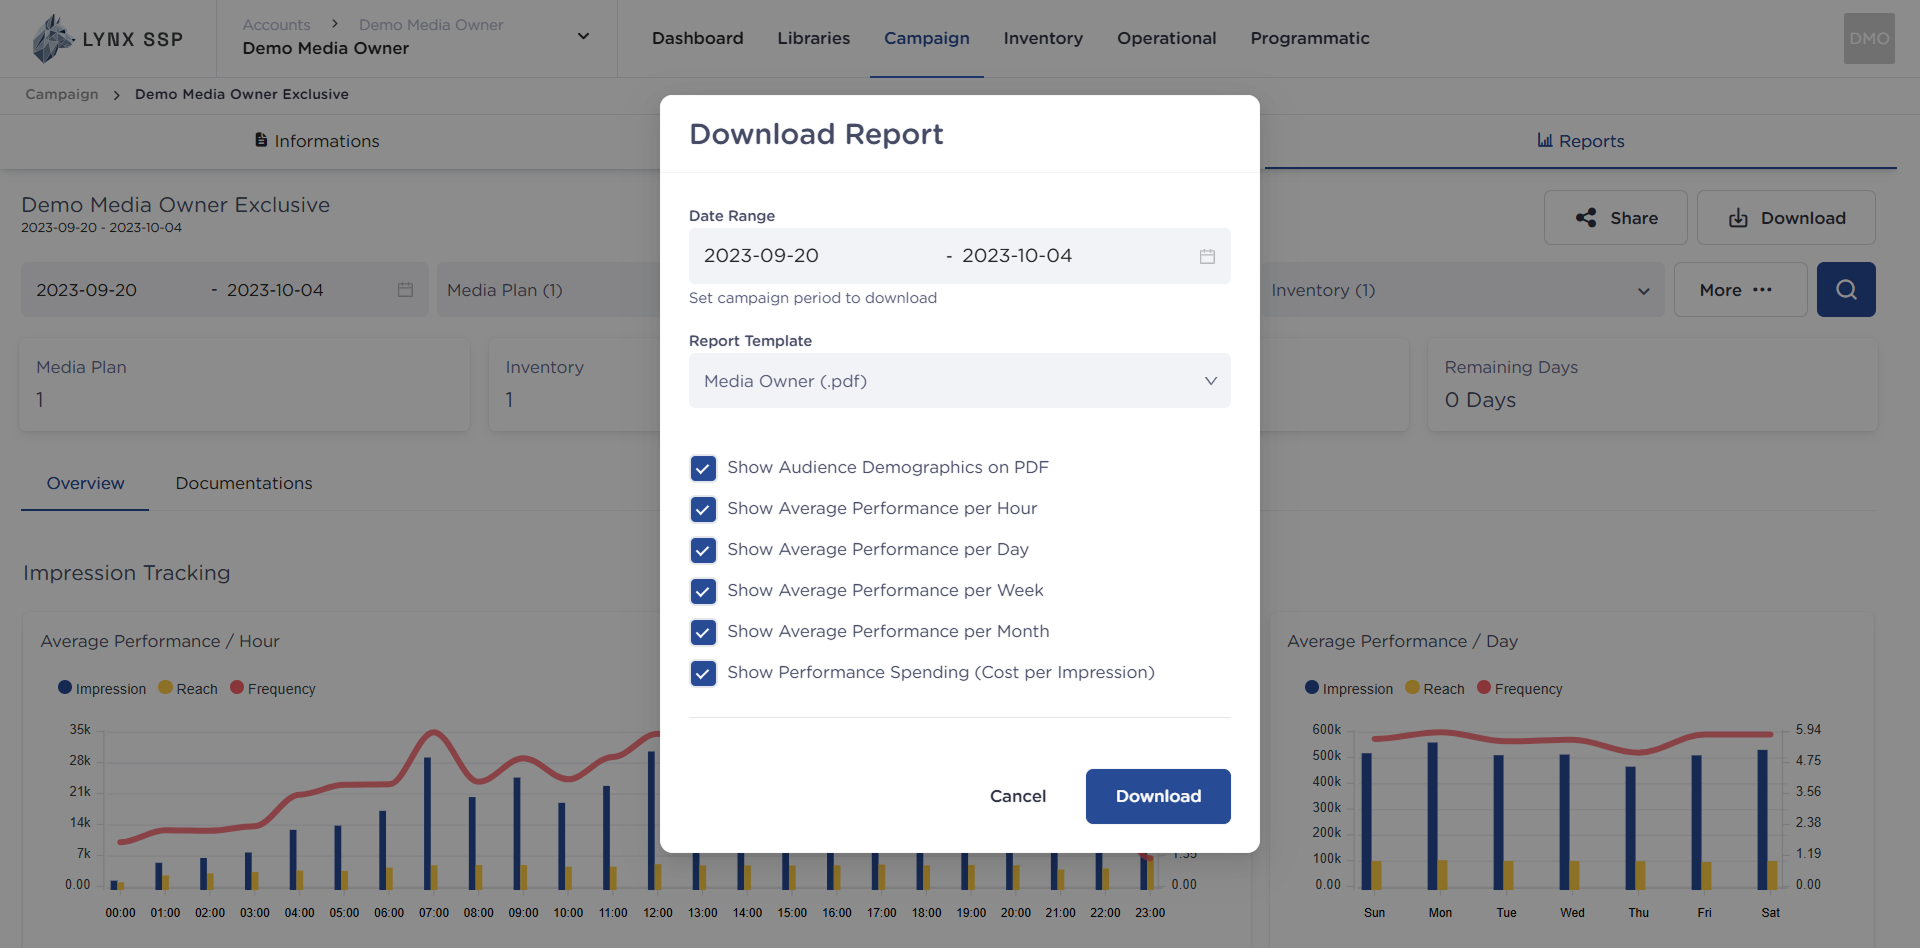 LYNX SSP
Accounts > Demo Media Owner
Demo Media Owner
Dashboard
Libraries
Campaign
Inventory
Operational
Programmatic
DMO
Campaign > Demo Media Owner Exclusive
Informations
Reports
Demo Media Owner Exclusive
2023-09-20 - 2023-10-04
Share
Download
2023-09-20 - 2023-10-04
Media Plan (1)
Inventory (1)
More •••
Media Plan
1
Inventory
1
Remaining Days
0 Days
Overview
Documentations
Impression Tracking
Average Performance / Hour
Impression Reach Frequency
35k
28k
21k
14k
7k
0.00
1.35
0.00
00:00 01:00 02:00 03:00 04:00 05:00 06:00 07:00 08:00 09:00 10:00 11:00 12:00 13:00 14:00 15:00 16:00 17:00 18:00 19:00 20:00 21:00 22:00 23:00
Average Performance / Day
Impression Reach Frequency
600k
500k
400k
300k
200k
100k
0.00
5.94
4.75
3.56
2.38
1.19
0.00
Sun Mon Tue Wed Thu Fri Sat
Download Report
Date Range
2023-09-20 - 2023-10-04
Set campaign period to download
Report Template
Media Owner (.pdf)
Show Audience Demographics on PDF
Show Average Performance per Hour
Show Average Performance per Day
Show Average Performance per Week
Show Average Performance per Month
Show Performance Spending (Cost per Impression)
Cancel
Download